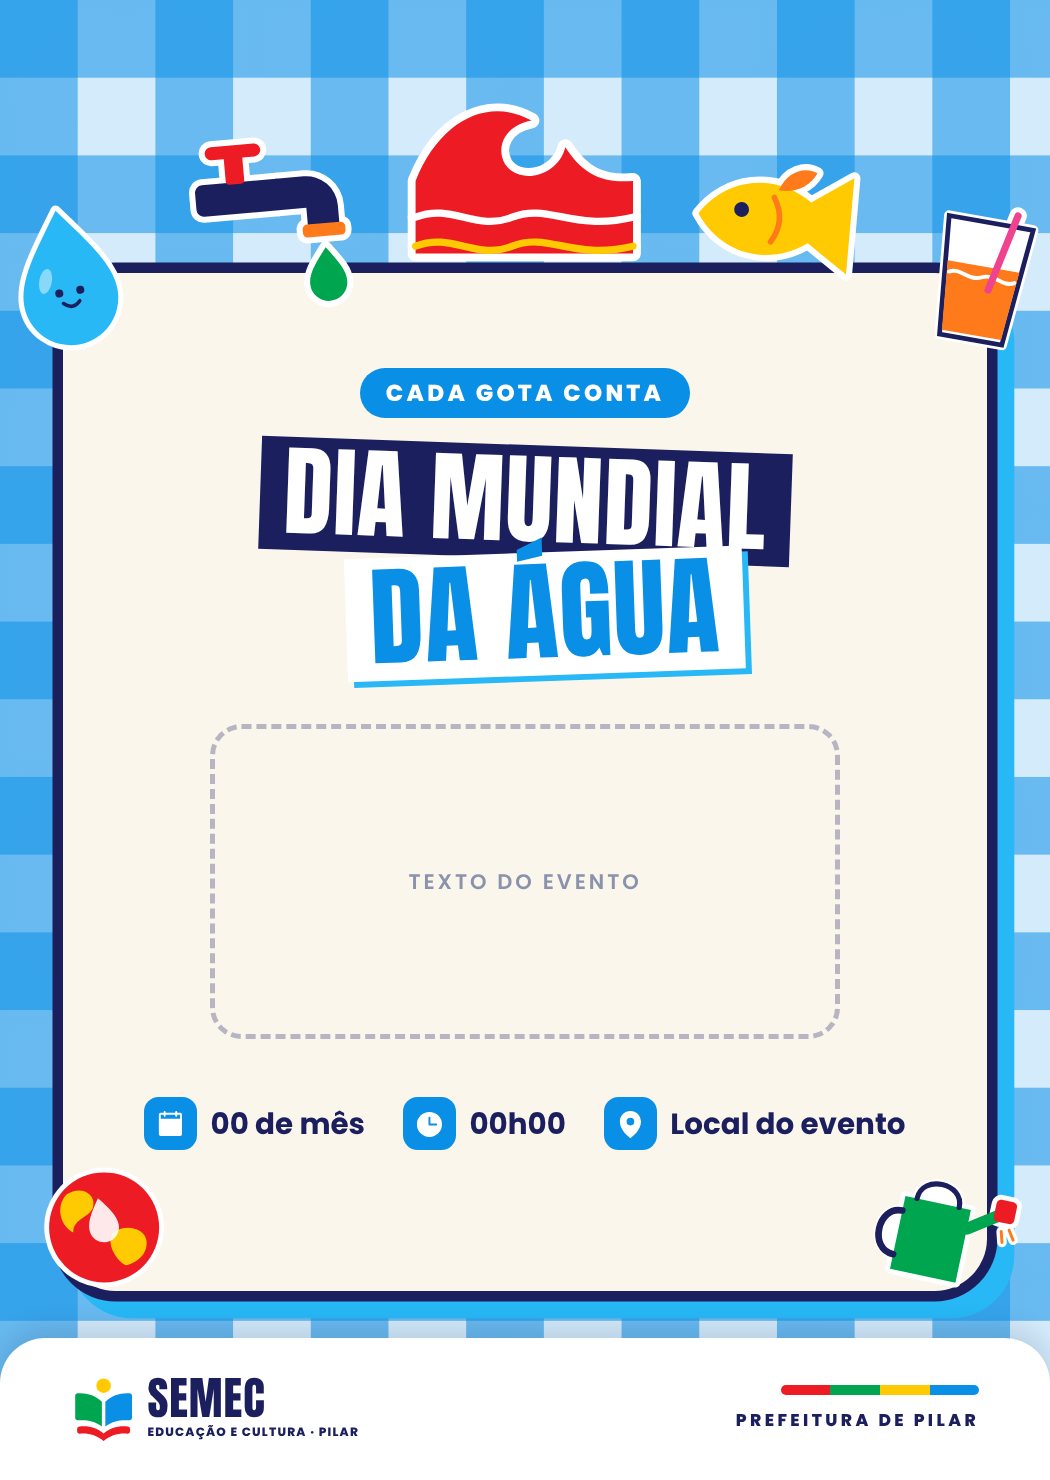 CADA GOTA CONTA
DIA MUNDIAL
DA ÁGUA
TEXTO DO EVENTO
00 de mês
00h00
Local do evento
SEMEC
EDUCAÇÃO E CULTURA · PILAR
PREFEITURA DE PILAR